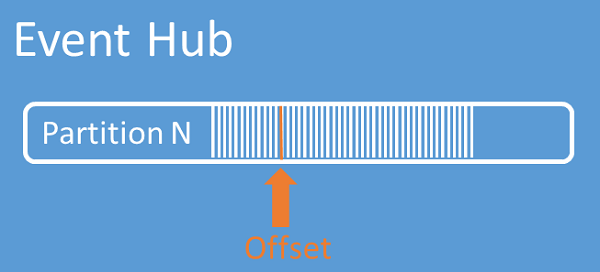 Event Hub
Partition N
Offset